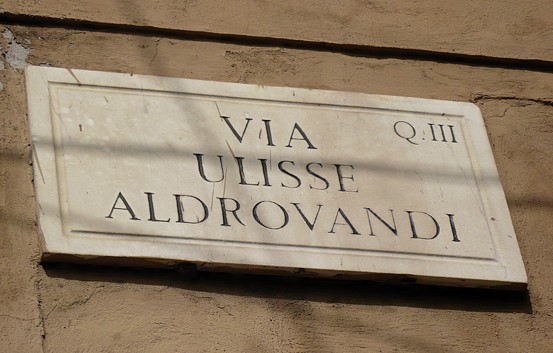 VIA Q. III
ULISSE
ALDROVANDI